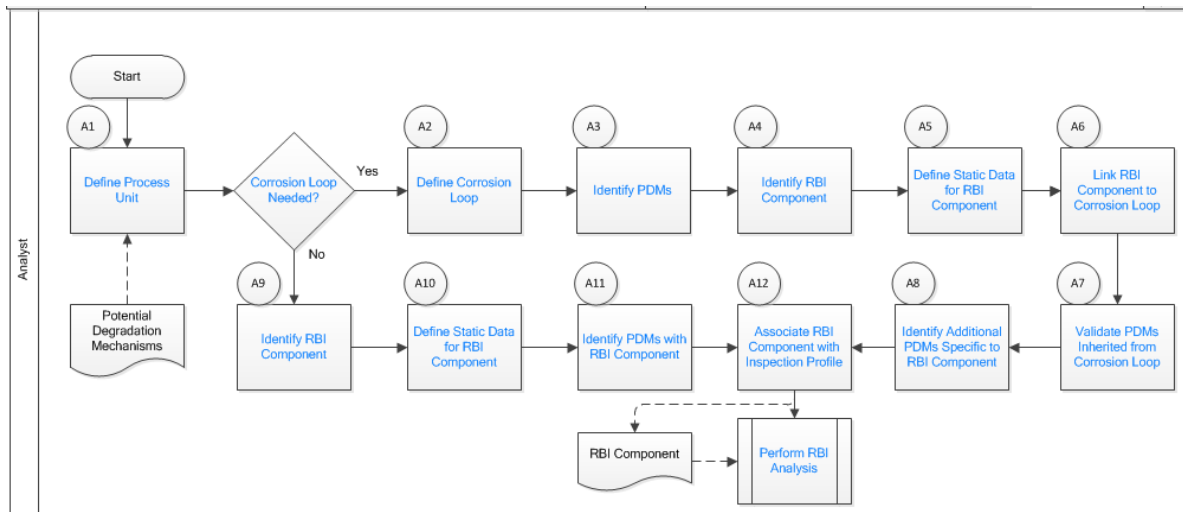 Analyst
Start
A1
Define Process
Unit
Potential
Degradation
Mechanisms
Corrosion Loop
Needed?
Yes
No
A2
Define Corrosion
Loop
A3
Identify PDMs
A4
Identify RBI
Component
A5
Define Static Data
for RBI
Component
A6
Link RBI
Component to
Corrosion Loop
A9
Identify RBI
Component
A10
Define Static Data
for RBI
Component
A11
Identify PDMs with
RBI Component
A12
Associate RBI
Component with
Inspection Profile
A8
Identify Additional
PDMs Specific to
RBI Component
A7
Validate PDMs
Inherited from
Corrosion Loop
RBI Component
Perform RBI
Analysis